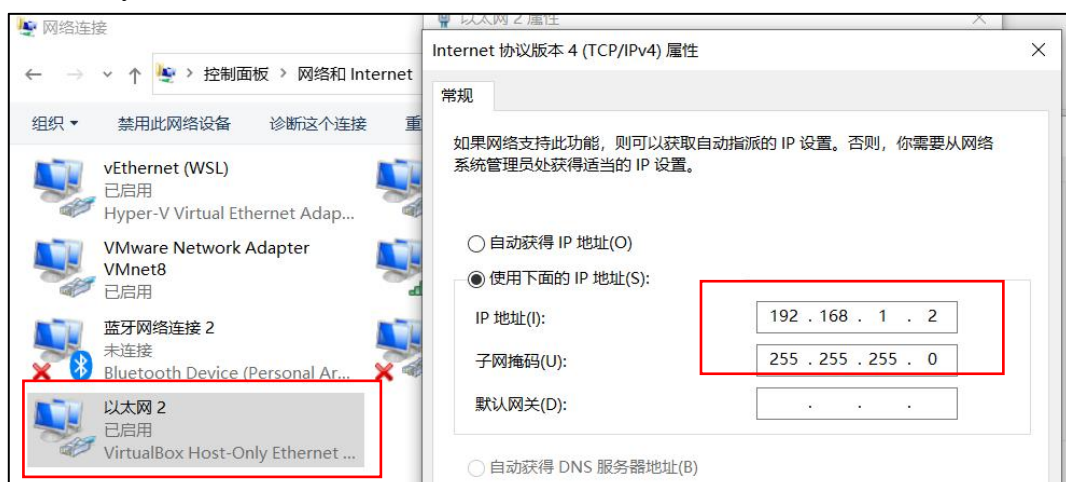 网络连接
控制面板 > 网络和 Internet
组织
禁用此网络设备
诊断这个连接
重
vEthernet (WSL)
已启用
Hyper-V Virtual Ethernet Adap...
VMware Network Adapter
VMnet8
已启用
蓝牙网络连接 2
未连接
Bluetooth Device (Personal Ar...
以太网 2
已启用
VirtualBox Host-Only Ethernet ...
以太网 2 属性
Internet 协议版本 4 (TCP/IPv4) 属性
常规
如果网络支持此功能，则可以获取自动指派的 IP 设置。否则，你需要从网络
系统管理员处获得适当的 IP 设置。
自动获得 IP 地址(O)
使用下面的 IP 地址(S):
IP 地址(I):
192 . 168 . 1 . 2
子网掩码(U):
255 . 255 . 255 . 0
默认网关(D):
. . .
自动获得 DNS 服务器地址(B)